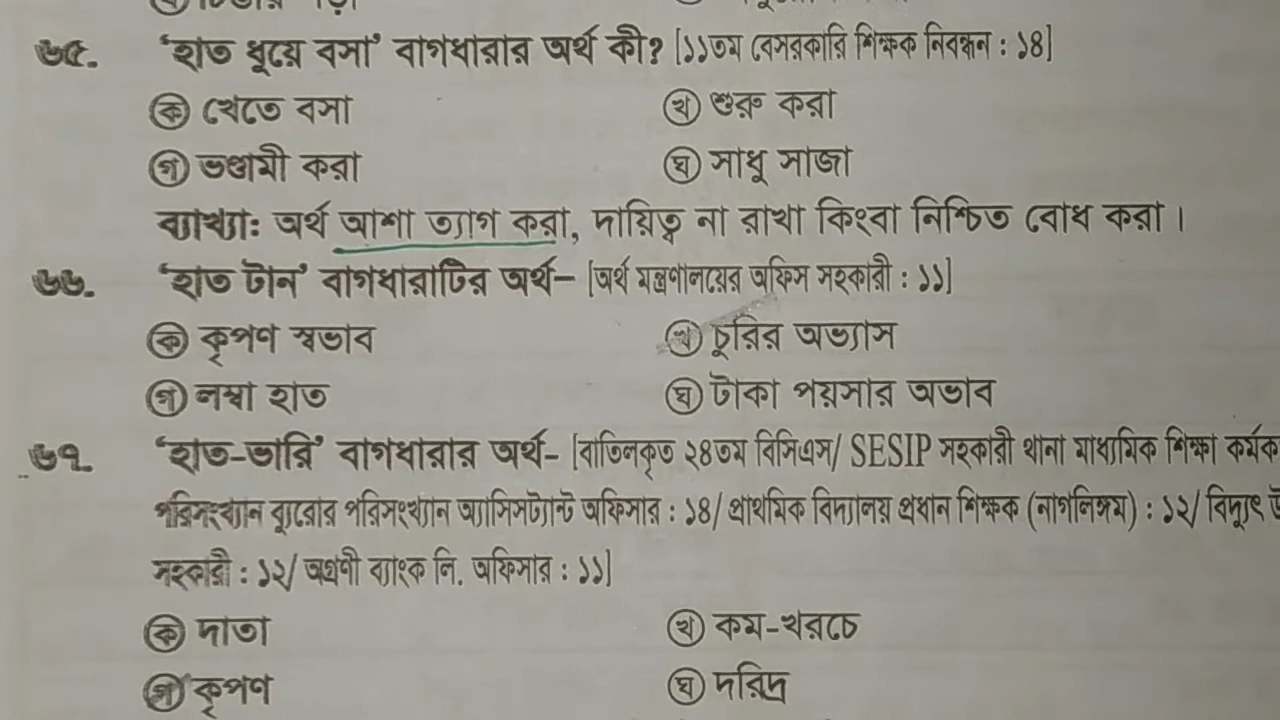 ৬৫. 'হাত ধুয়ে বসা' বাগধারার অর্থ কী? [১১তম বেসরকারি শিক্ষক নিবন্ধন : ১৪]
ক খেতে বসা খ শুরু করা
গ ভণ্ডামী করা ঘ সাধু সাজা
ব্যাখ্যা: অর্থ আশা ত্যাগ করা, দায়িত্ব না রাখা কিংবা নিশ্চিত বোধ করা।
৬৬. 'হাত টান' বাগধারাটির অর্থ– [অর্থ মন্ত্রণালয়ের অফিস সহকারী : ১১]
ক কৃপণ স্বভাব খ চুরির অভ্যাস
গ লম্বা হাত ঘ টাকা পয়সার অভাব
৬৭. 'হাত-ভারি' বাগধারার অর্থ– [বাতিলকৃত ২৪তম বিসিএস/ SESIP সহকারী থানা মাধ্যমিক শিক্ষা কর্মক
পরিসংখ্যান ব্যুরোর পরিসংখ্যান অ্যাসিসট্যান্ট অফিসার : ১৪/ প্রাথমিক বিদ্যালয় প্রধান শিক্ষক (নাগলিঙ্গম) : ১২/ বিদ্যুৎ উ
সহকারী : ১২/ অগ্রণী ব্যাংক লি. অফিসার : ১১]
ক দাতা খ কম-খরচে
গ কৃপণ ঘ দরিদ্র